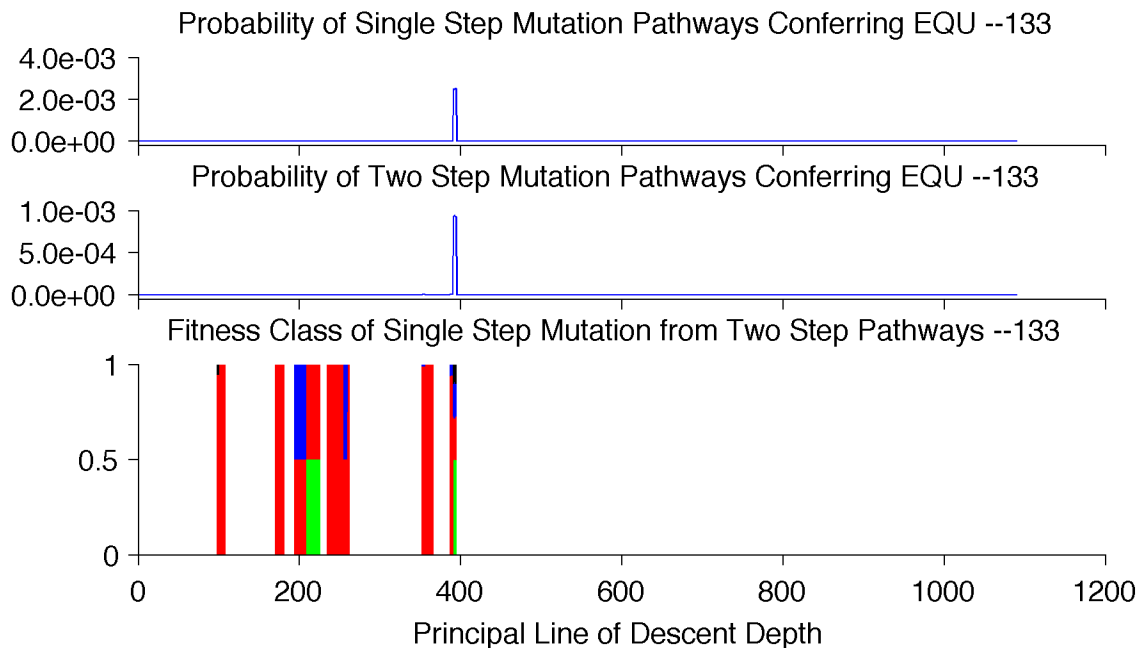 Probability of Single Step Mutation Pathways Conferring EQU --133
4.0e-03
2.0e-03
0.0e+00
Probability of Two Step Mutation Pathways Conferring EQU --133
1.0e-03
5.0e-04
0.0e+00
Fitness Class of Single Step Mutation from Two Step Pathways --133
1
0.5
0
0 200 400 600 800 1000 1200
Principal Line of Descent Depth